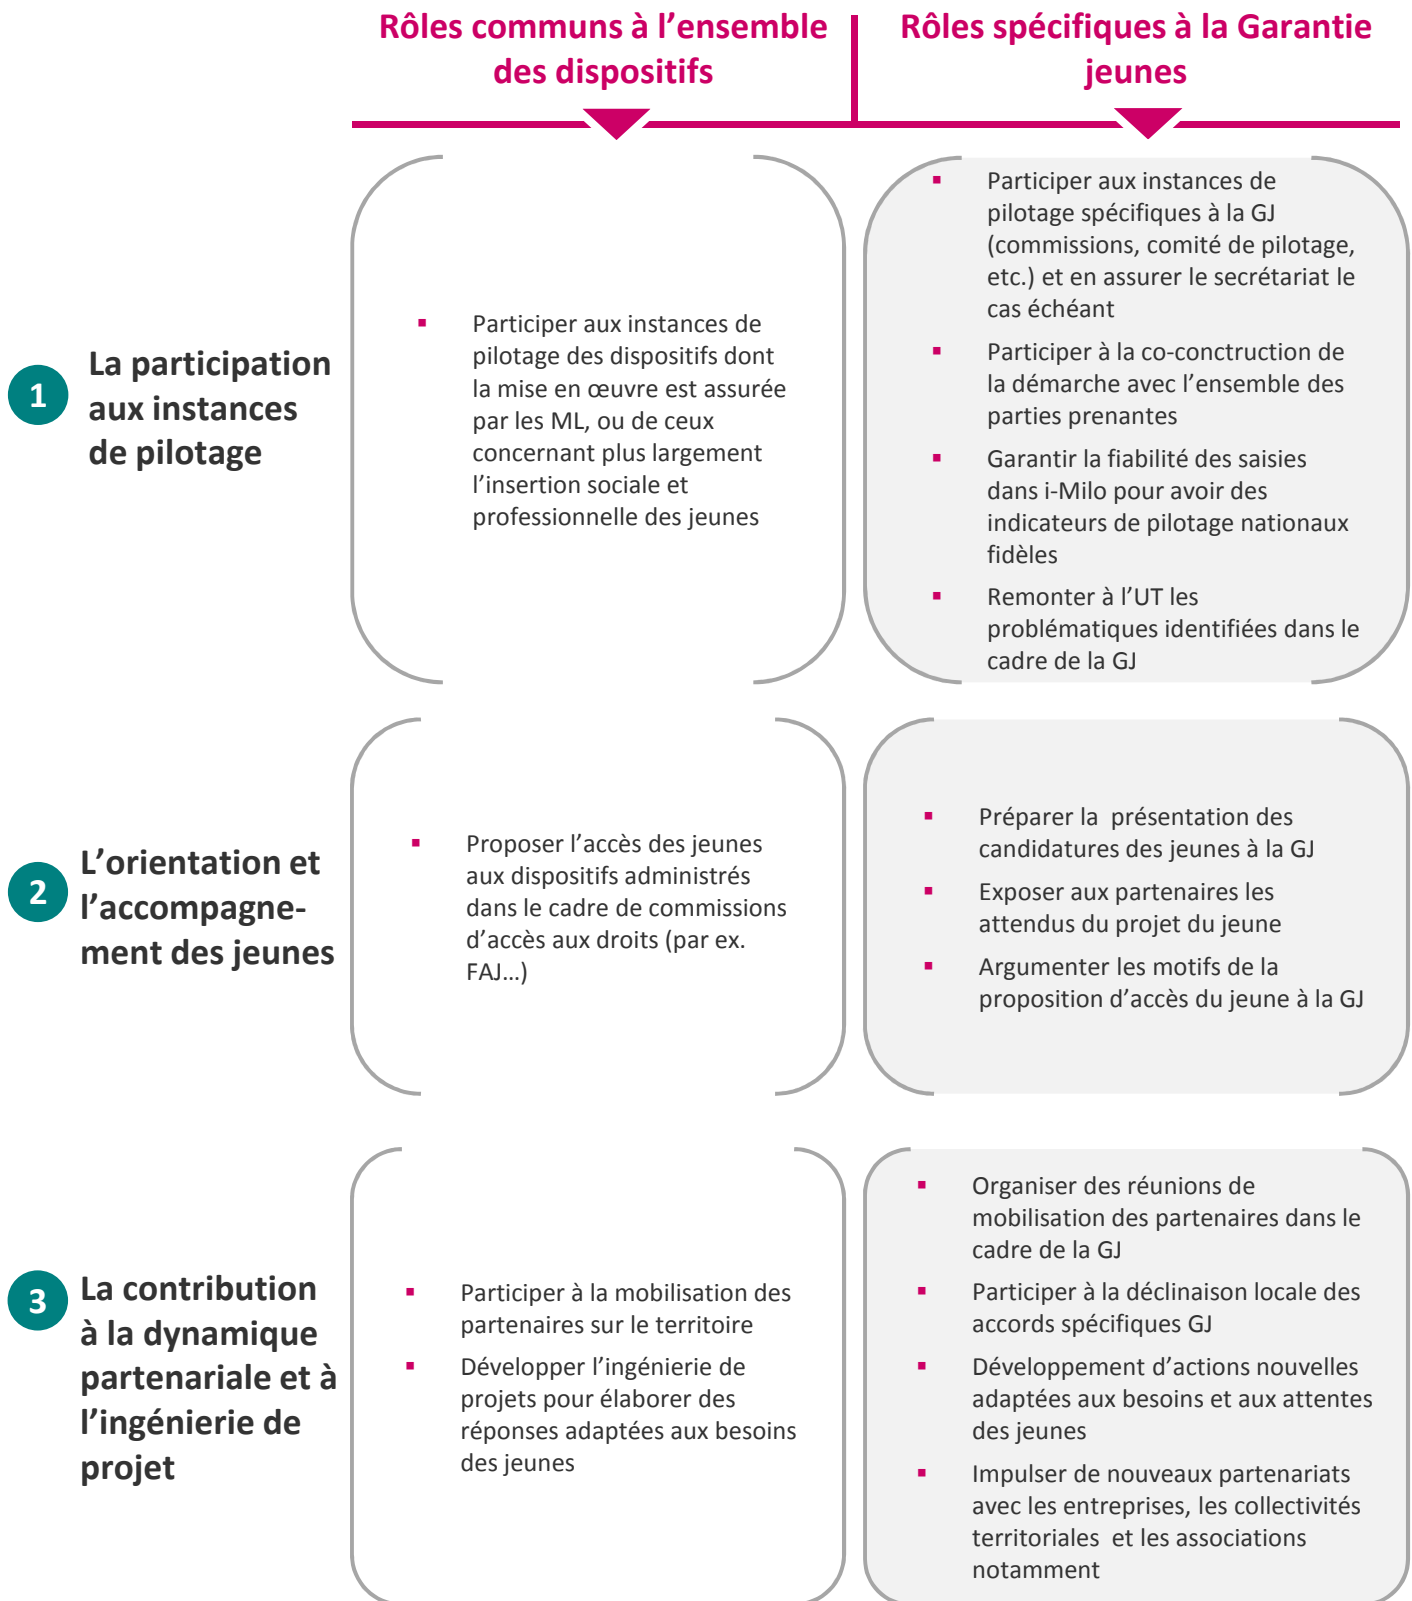 Rôles communs à l’ensemble
des dispositifs
Rôles spécifiques à la Garantie
jeunes
1
La participation
aux instances
de pilotage
▪ Participer aux instances de
pilotage des dispositifs dont
la mise en œuvre est assurée
par les ML, ou de ceux
concernant plus largement
l’insertion sociale et
professionnelle des jeunes
▪ Participer aux instances de
pilotage spécifiques à la GJ
(commissions, comité de pilotage,
etc.) et en assurer le secrétariat le
cas échéant
▪ Participer à la co-conctruction de
la démarche avec l’ensemble des
parties prenantes
▪ Garantir la fiabilité des saisies
dans i-Milo pour avoir des
indicateurs de pilotage nationaux
fidèles
▪ Remonter à l’UT les
problématiques identifiées dans le
cadre de la GJ
2
L’orientation et
l’accompagne-
ment des jeunes
▪ Proposer l’accès des jeunes
aux dispositifs administrés
dans le cadre de commissions
d’accès aux droits (par ex.
FAJ…)
▪ Préparer la présentation des
candidatures des jeunes à la GJ
▪ Exposer aux partenaires les
attendus du projet du jeune
▪ Argumenter les motifs de la
proposition d’accès du jeune à la GJ
3
La contribution
à la dynamique
partenariale et à
l’ingénierie de
projet
▪ Participer à la mobilisation des
partenaires sur le territoire
▪ Développer l’ingénierie de
projets pour élaborer des
réponses adaptées aux besoins
des jeunes
▪ Organiser des réunions de
mobilisation des partenaires dans le
cadre de la GJ
▪ Participer à la déclinaison locale des
accords spécifiques GJ
▪ Développement d’actions nouvelles
adaptées aux besoins et aux attentes
des jeunes
▪ Impulser de nouveaux partenariats
avec les entreprises, les collectivités
territoriales et les associations
notamment